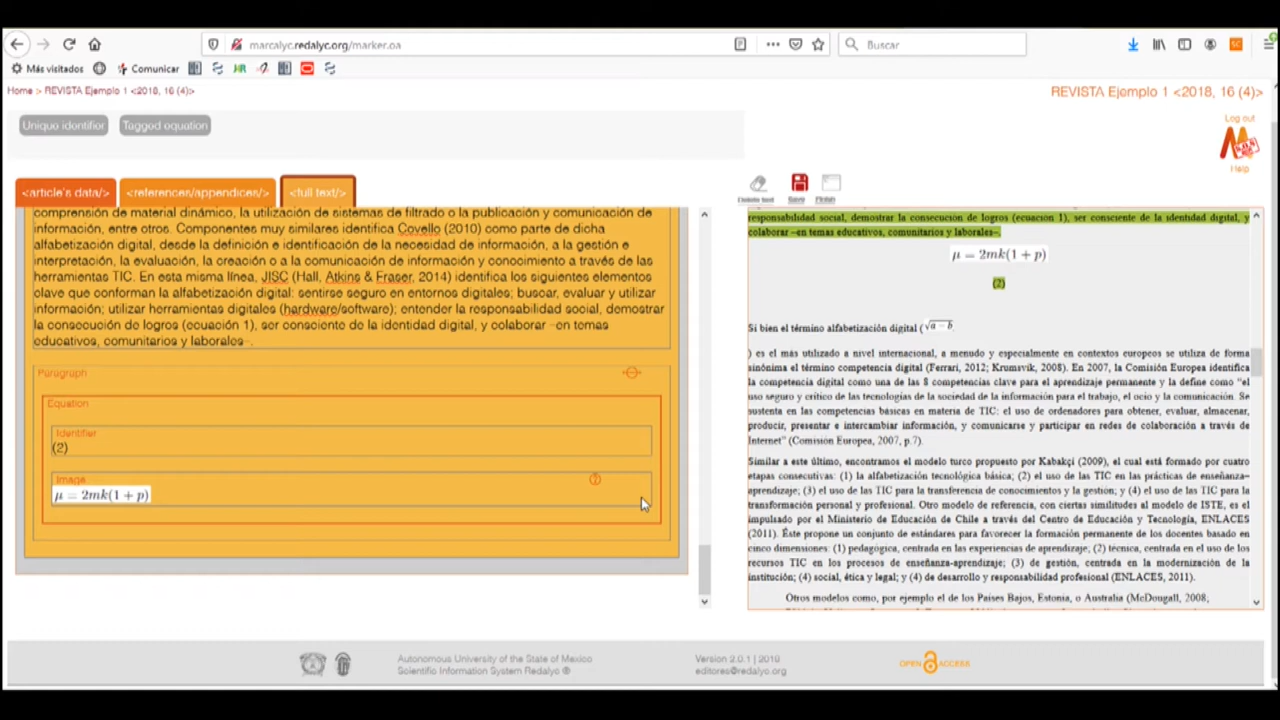 marcalyc.redalyc.org/marker.oa
Buscar
Más visitados
Comunicar
Home > REVISTA Ejemplo 1 <2018, 16 (4)>
REVISTA Ejemplo 1 <2018, 16 (4)>
Unique identifier
Tagged equation
Log out
Help
<article's data/>
<references/appendices/>
<full text/>
Save
comprensión de material dinámico, la utilización de sistemas de filtrado o la publicación y comunicación de
información, entre otros. Componentes muy similares identifica Covello (2010) como parte de dicha
alfabetización digital, desde la definición e identificación de la necesidad de información, a la gestión e
interpretación, la evaluación, la creación o a la comunicación de información y conocimiento a través de las
herramientas TIC. En esta misma línea, JISC (Hall, Atkins & Fraser, 2014) identifica los siguientes elementos
clave que conforman la alfabetización digital: sentirse seguro en entornos digitales; buscar, evaluar y utilizar
información; utilizar herramientas digitales (hardware/software); entender la responsabilidad social, demostrar
la consecución de logros (ecuación 1), ser consciente de la identidad digital, y colaborar –en temas
educativos, comunitarios y laborales–.
Paragraph
Equation
Identifier
(2)
Image
μ = 2mk(1 + p)
responsabilidad social, demostrar la consecución de logros (ecuación 1), ser consciente de la identidad digital, y
colaborar –en temas educativos, comunitarios y laborales–.
μ = 2mk(1 + p)
(2)
Si bien el término alfabetización digital (√a − b
) es el más utilizado a nivel internacional, a menudo y especialmente en contextos europeos se utiliza de forma
sinónima el término competencia digital (Ferrari, 2012; Krumsvik, 2008). En 2007, la Comisión Europea identifica
la competencia digital como una de las 8 competencias clave para el aprendizaje permanente y la define como “el
uso seguro y crítico de las tecnologías de la sociedad de la información para el trabajo, el ocio y la comunicación. Se
sustenta en las competencias básicas en materia de TIC: el uso de ordenadores para obtener, evaluar, almacenar,
producir, presentar e intercambiar información, y comunicarse y participar en redes de colaboración a través de
Internet” (Comisión Europea, 2007, p.7).
Similar a este último, encontramos el modelo turco propuesto por Kabakçi (2009), el cual está formado por cuatro
etapas consecutivas: (1) la alfabetización tecnológica básica; (2) el uso de las TIC en las prácticas de enseñanza-
aprendizaje; (3) el uso de las TIC para la transferencia de conocimientos y la gestión; y (4) el uso de las TIC para la
transformación personal y profesional. Otro modelo de referencia, con ciertas similitudes al modelo de ISTE, es el
impulsado por el Ministerio de Educación de Chile a través del Centro de Educación y Tecnología, ENLACES
(2011). Éste propone un conjunto de estándares para favorecer la formación permanente de los docentes basado en
cinco dimensiones: (1) pedagógica, centrada en las experiencias de aprendizaje; (2) técnica, centrada en el uso de los
recursos TIC en los procesos de enseñanza-aprendizaje; (3) de gestión, centrada en la modernización de la
institución; (4) social, ética y legal; y (4) de desarrollo y responsabilidad profesional (ENLACES, 2011).
Otros modelos como, por ejemplo el de los Países Bajos, Estonia, o Australia (McDougall, 2008;
Autonomous University of the State of Mexico
Scientific Information System Redalyc ®
Version 2.0.1 | 2019
editores@redalyc.org
OPEN ACCESS